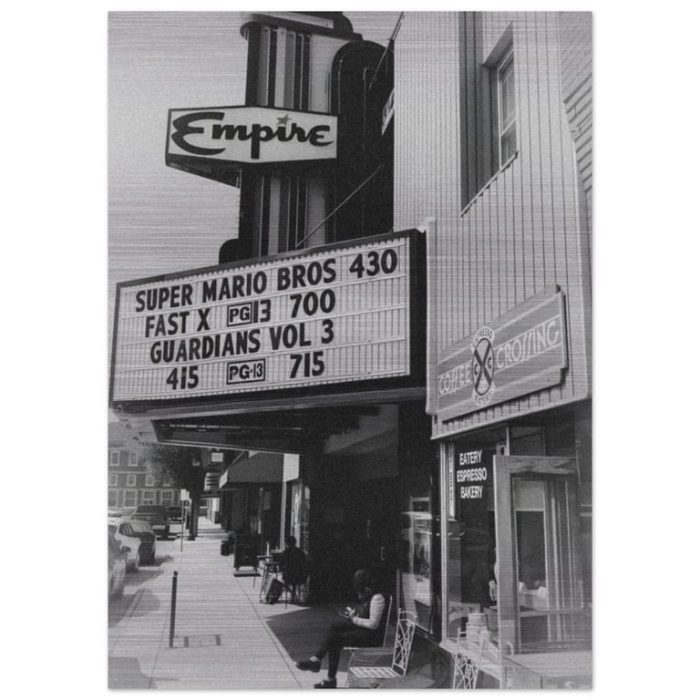 Empire
SUPER MARIO BROS 430
FAST X PG13 700
GUARDIANS VOL 3
415 PG-13 715
COFFEE CROSSING
EATERY
ESPRESSO
BAKERY